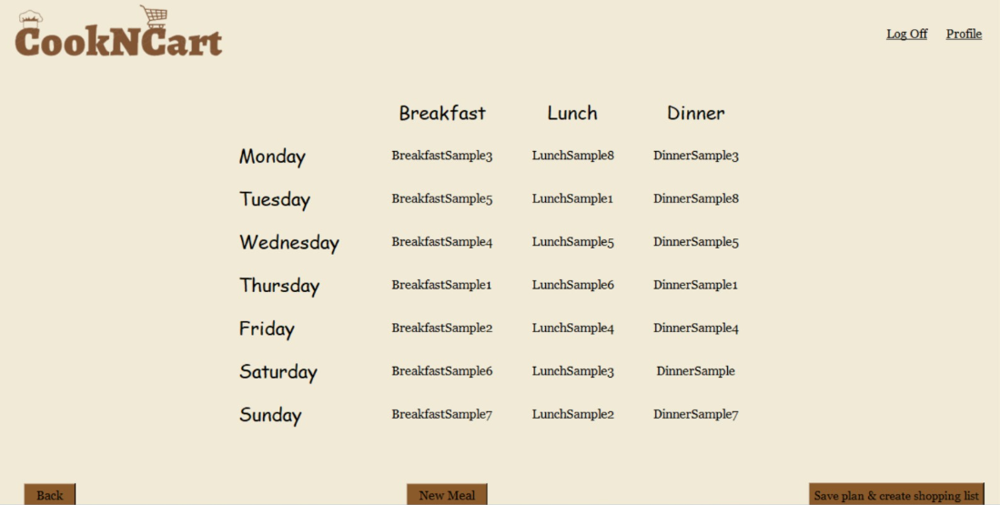 CookNCart
Log Off Profile
Breakfast Lunch Dinner
Monday BreakfastSample3 LunchSample8 DinnerSample3
Tuesday BreakfastSample5 LunchSample1 DinnerSample8
Wednesday BreakfastSample4 LunchSample5 DinnerSample5
Thursday BreakfastSample1 LunchSample6 DinnerSample1
Friday BreakfastSample2 LunchSample4 DinnerSample4
Saturday BreakfastSample6 LunchSample3 DinnerSample
Sunday BreakfastSample7 LunchSample2 DinnerSample7
Back New Meal Save plan & create shopping list